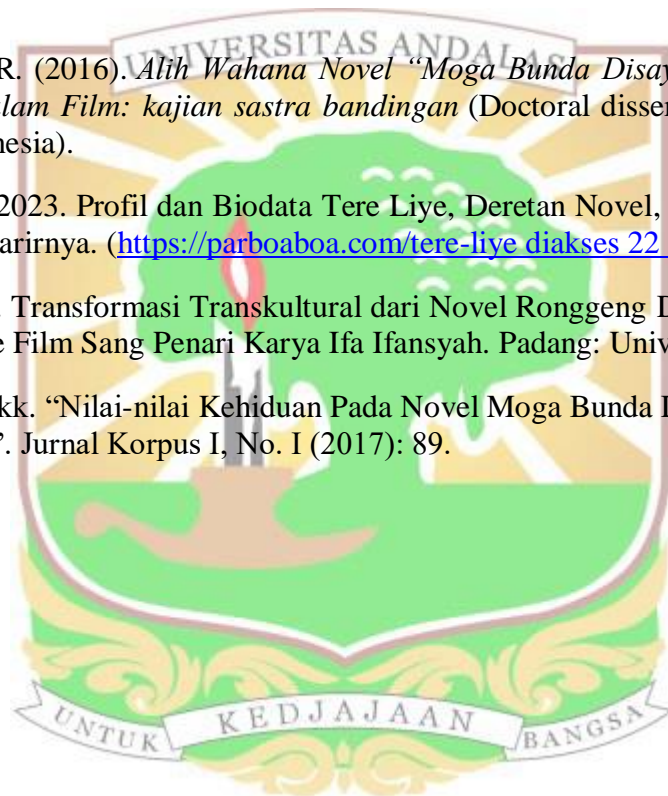 UNIVERSITAS ANDALAS
R. (2016). Alih Wahana Novel “Moga Bunda Disay
lam Film: kajian sastra bandingan (Doctoral disser
nesia).
2023. Profil dan Biodata Tere Liye, Deretan Novel,
arirnya. (https://parboaboa.com/tere-liye diakses 22
. Transformasi Transkultural dari Novel Ronggeng D
e Film Sang Penari Karya Ifa Ifansyah. Padang: Univ
kk. “Nilai-nilai Kehiduan Pada Novel Moga Bunda D
”. Jurnal Korpus I, No. I (2017): 89.
UNTUK KEDJAJAAN BANGSA